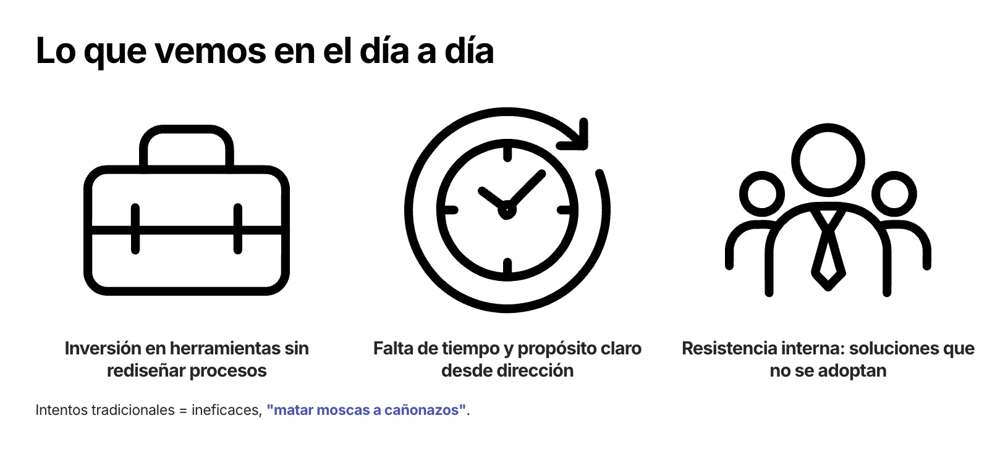 Lo que vemos en el día a día
Inversión en herramientas sin
rediseñar procesos
Falta de tiempo y propósito claro
desde dirección
Resistencia interna: soluciones que
no se adoptan
Intentos tradicionales = ineficaces, "matar moscas a cañonazos".